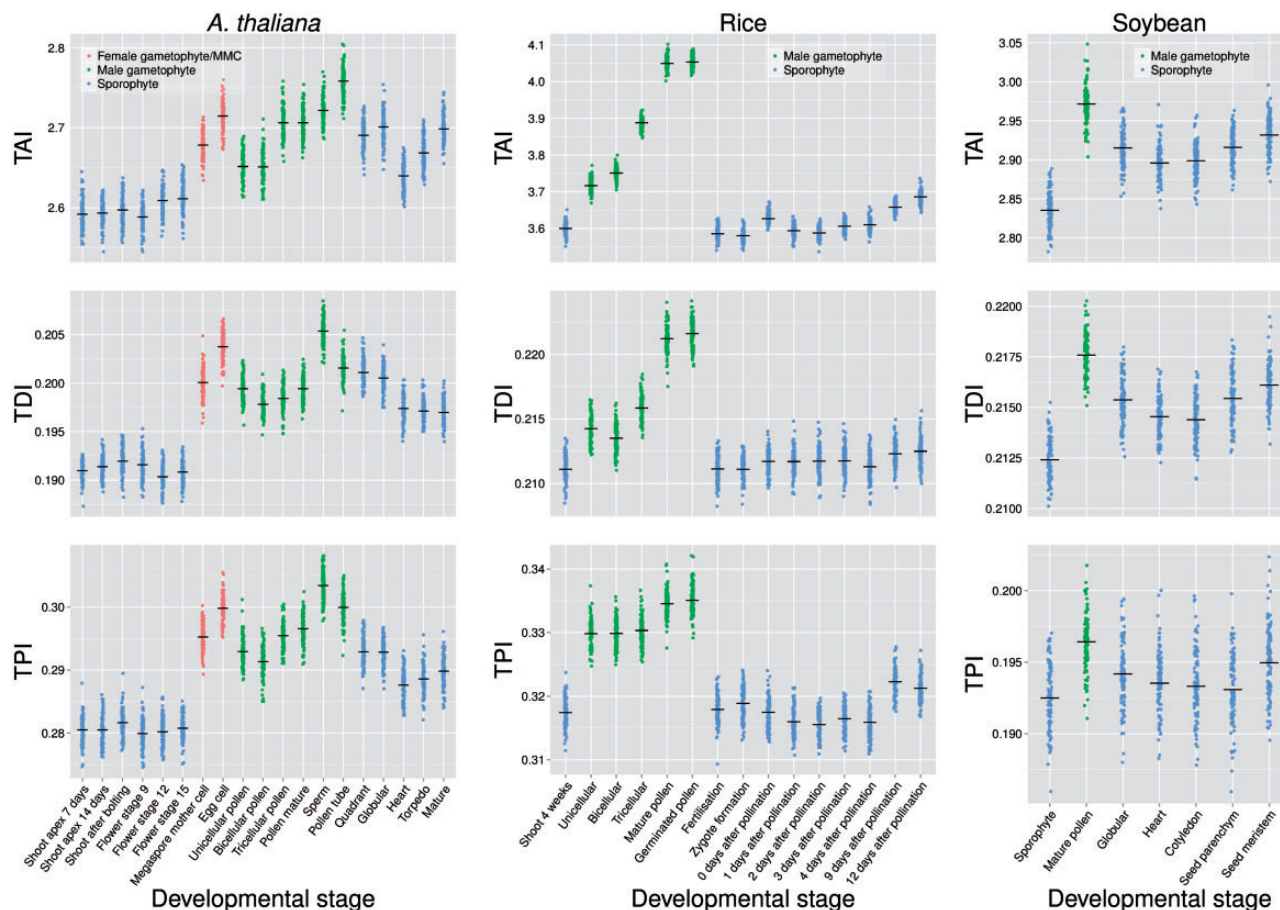 A. thaliana
Rice
Soybean
TAI
2.8
2.7
2.6
Female gametophyte/MMC
Male gametophyte
Sporophyte
TAI
4.1
4.0
3.9
3.8
3.7
3.6
Male gametophyte
Sporophyte
TAI
3.05
3.00
2.95
2.90
2.85
2.80
Male gametophyte
Sporophyte
TDI
0.205
0.200
0.195
0.190
TDI
0.220
0.215
0.210
TDI
0.2200
0.2175
0.2150
0.2125
0.2100
TPI
0.30
0.29
0.28
TPI
0.34
0.33
0.32
0.31
TPI
0.200
0.195
0.190
Shoot apex 7 days
Shoot apex 14 days
Shoot after bolting
Flower stage 9
Flower stage 12
Flower stage 15
Megaspore mother cell
Egg cell
Unicellular pollen
Bicellular pollen
Tricellular pollen
Pollen mature
Sperm
Pollen tube
Quadrant
Globular
Heart
Torpedo
Mature
Shoot 4 weeks
Unicellular
Bicellular
Tricellular
Mature pollen
Germinated pollen
Fertilisation
Zygote formation
0 days after pollination
1 days after pollination
2 days after pollination
3 days after pollination
4 days after pollination
9 days after pollination
12 days after pollination
Sporophyte
Mature pollen
Globular
Heart
Cotyledon
Seed parenchym
Seed meristem
Developmental stage
Developmental stage
Developmental stage